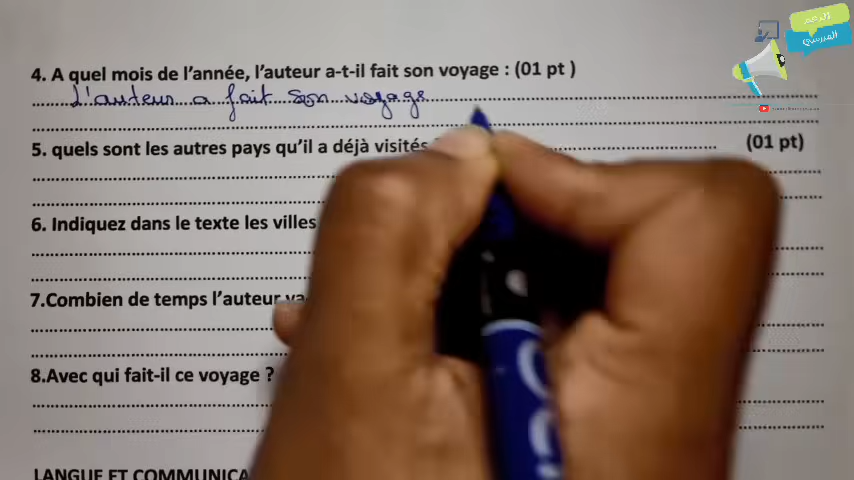 الدعم
المدرسي
4. A quel mois de l'année, l'auteur a-t-il fait son voyage : (01 pt )
L'auteur a fait son voyage
5. quels sont les autres pays qu'il a déjà visités (01 pt)
6. Indiquez dans le texte les villes
7.Combien de temps l'auteur va
8.Avec qui fait-il ce voyage ?
LANGUE ET COMMUNICA